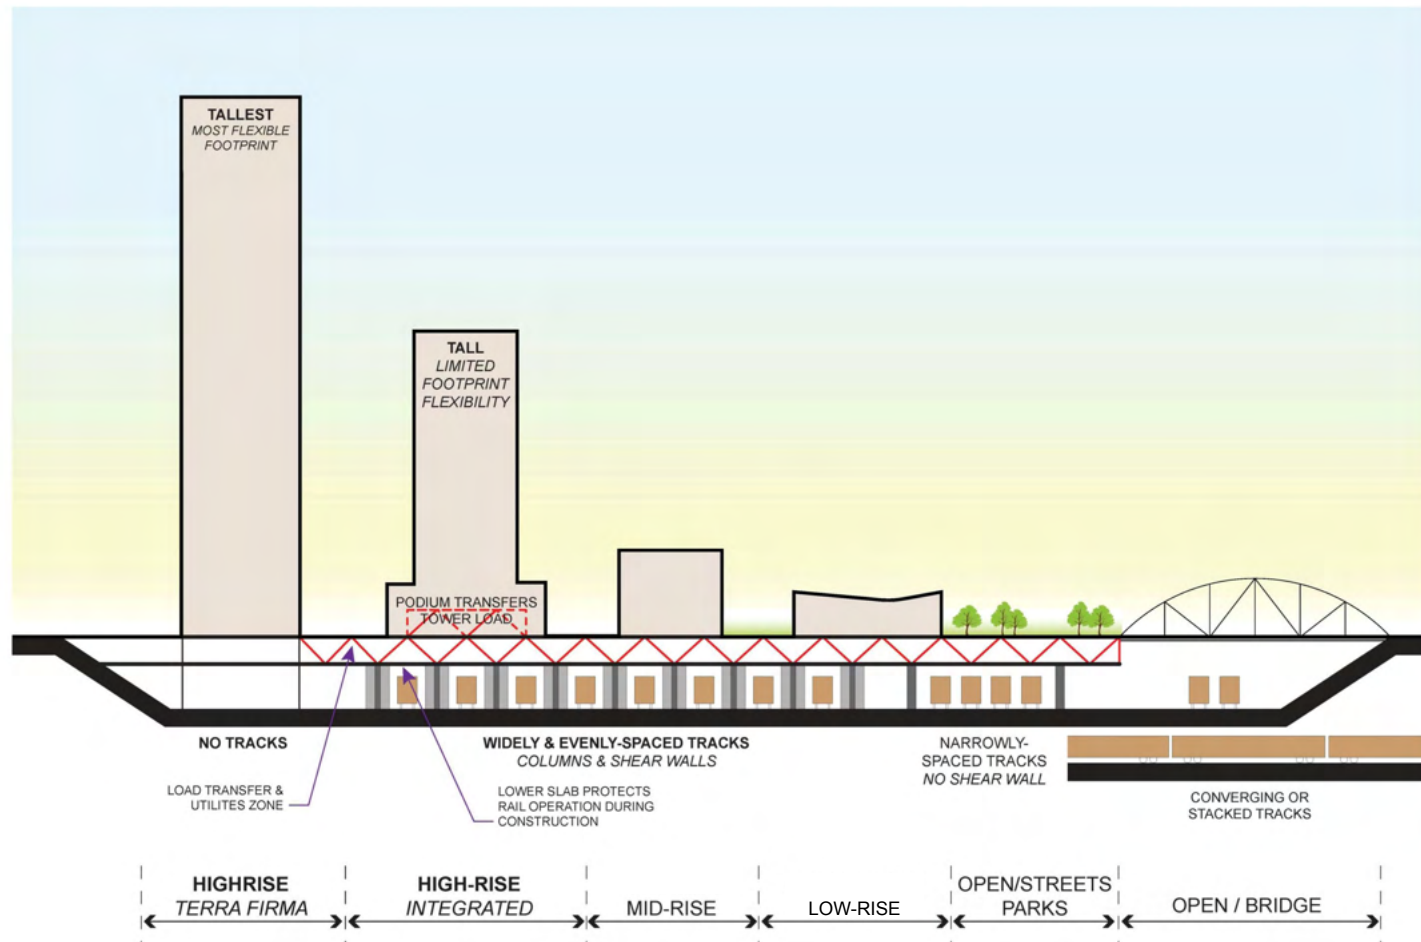 TALLEST
MOST FLEXIBLE
FOOTPRINT
TALL
LIMITED
FOOTPRINT
FLEXIBILITY
PODIUM TRANSFERS
TOWER LOAD
NO TRACKS
WIDELY & EVENLY-SPACED TRACKS
COLUMNS & SHEAR WALLS
NARROWLY-
SPACED TRACKS
NO SHEAR WALL
LOAD TRANSFER &
UTILITES ZONE
LOWER SLAB PROTECTS
RAIL OPERATION DURING
CONSTRUCTION
CONVERGING OR
STACKED TRACKS
HIGHRISE
TERRA FIRMA
HIGH-RISE
INTEGRATED
MID-RISE
LOW-RISE
OPEN/STREETS
PARKS
OPEN / BRIDGE